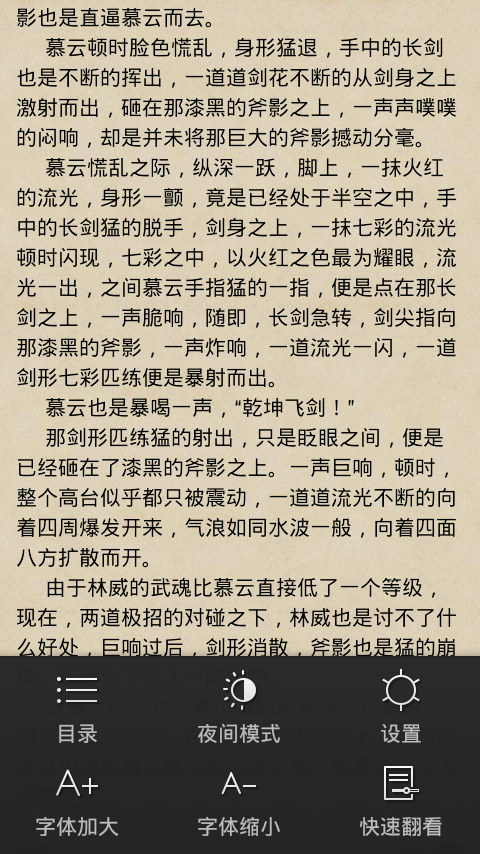 影也是直逼慕云而去。
慕云顿时脸色慌乱，身形猛退，手中的长剑
也是不断的挥出，一道道剑花不断的从剑身之上
激射而出，砸在那漆黑的斧影之上，一声声噗噗
的闷响，却是并未将那巨大的斧影撼动分毫。
慕云慌乱之际，纵深一跃，脚上，一抹火红
的流光，身形一颤，竟是已经处于半空之中，手
中的长剑猛的脱手，剑身之上，一抹七彩的流光
顿时闪现，七彩之中，以火红之色最为耀眼，流
光一出，之间慕云手指猛的一指，便是点在那长
剑之上，一声脆响，随即，长剑急转，剑尖指向
那漆黑的斧影，一声炸响，一道流光一闪，一道
剑形七彩匹练便是暴射而出。
慕云也是暴喝一声，“乾坤飞剑！”
那剑形匹练猛的射出，只是眨眼之间，便是
已经砸在了漆黑的斧影之上。一声巨响，顿时，
整个高台似乎都只被震动，一道道流光不断的向
着四周爆发开来，气浪如同水波一般，向着四面
八方扩散而开。
由于林威的武魂比慕云直接低了一个等级，
现在，两道极招的对碰之下，林威也是讨不了什
么好处，巨响过后，剑形消散，斧影也是猛的崩
目录
夜间模式
设置
A+
A-
字体加大
字体缩小
快速翻看